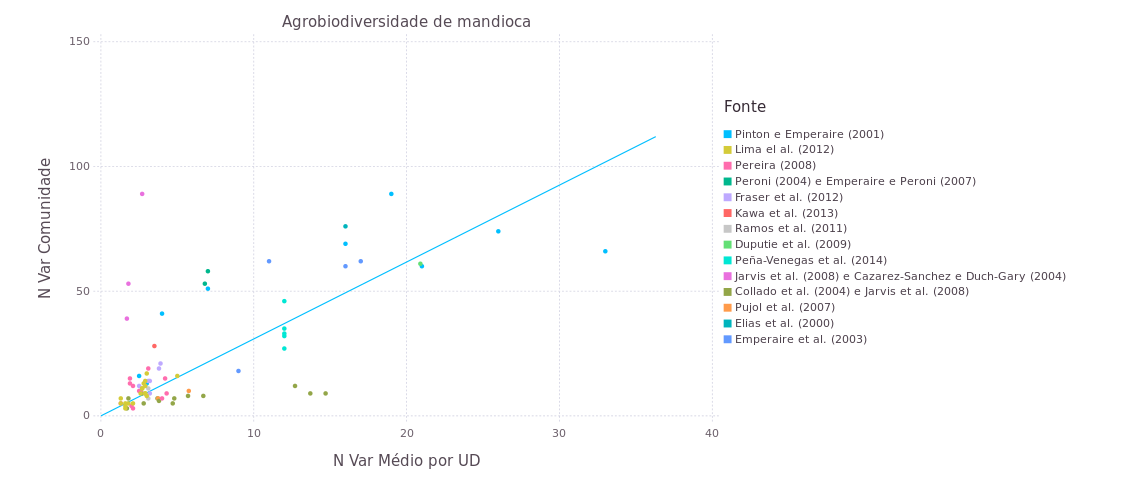 Agrobiodiversidade de mandioca
N Var Comunidade
150
100
50
0
0 10 20 30 40
N Var Médio por UD
Fonte
Pinton e Emperaire (2001)
Lima el al. (2012)
Pereira (2008)
Peroni (2004) e Emperaire e Peroni (2007)
Fraser et al. (2012)
Kawa et al. (2013)
Ramos et al. (2011)
Duputie et al. (2009)
Peña-Venegas et al. (2014)
Jarvis et al. (2008) e Cazarez-Sanchez e Duch-Gary (2004)
Collado et al. (2004) e Jarvis et al. (2008)
Pujol et al. (2007)
Elias et al. (2000)
Emperaire et al. (2003)